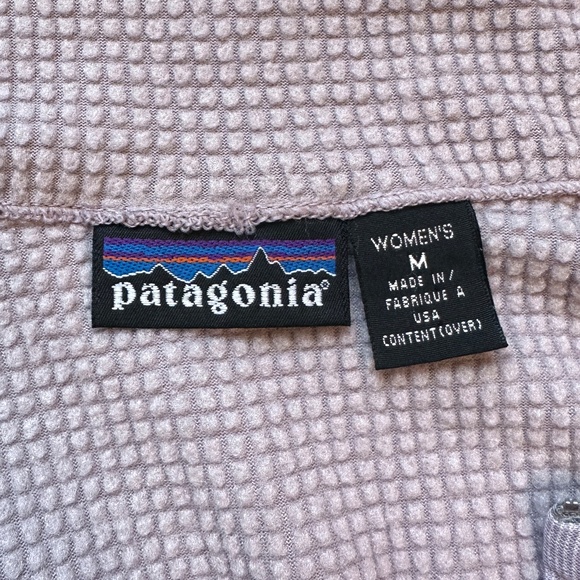 patagonia®
WOMEN'S
M
MADE IN/
FABRIQUE A
USA
CONTENT(OVER)